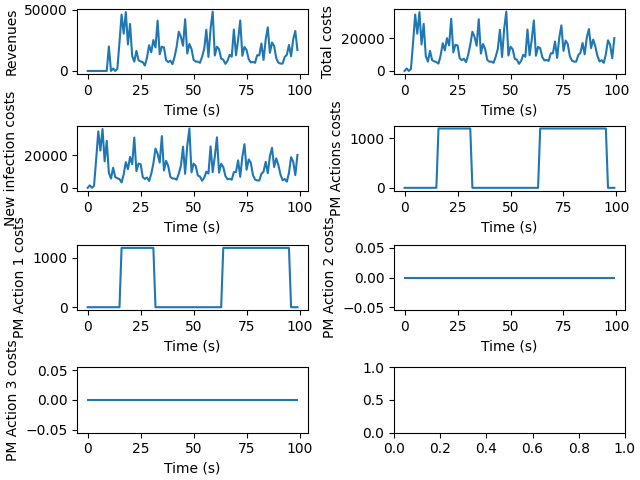 Revenues
50000
0
0 25 50 75 100
Time (s)
Total costs
20000
0
0 25 50 75 100
Time (s)
New infection costs
20000
0
0 25 50 75 100
Time (s)
PM Actions costs
1000
0
0 25 50 75 100
Time (s)
PM Action 1 costs
1000
0
0 25 50 75 100
Time (s)
PM Action 2 costs
0.05
0.00
−0.05
0 25 50 75 100
Time (s)
PM Action 3 costs
0.05
0.00
−0.05
0 25 50 75 100
Time (s)
1.0
0.5
0.0
0.0 0.2 0.4 0.6 0.8 1.0